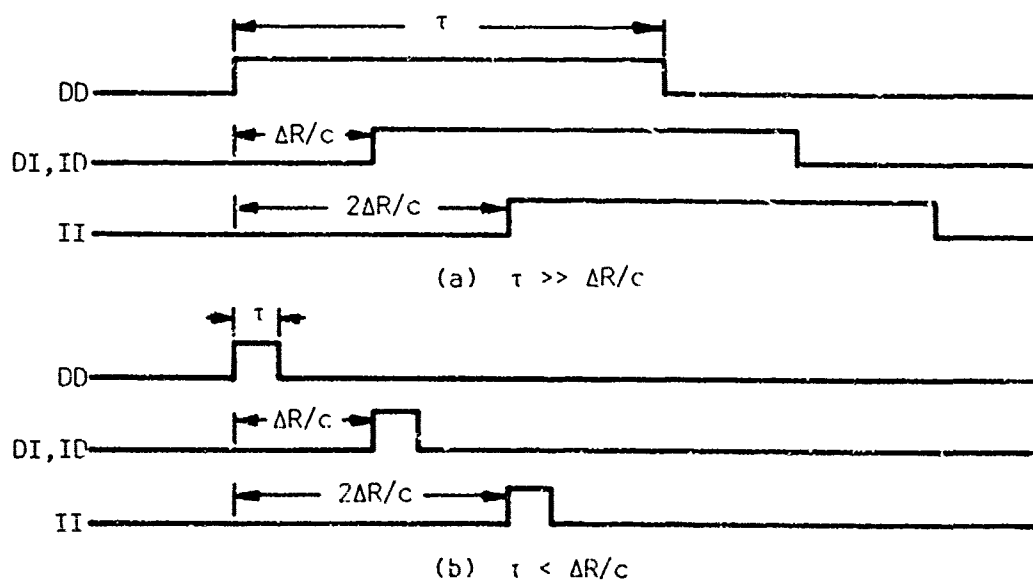 τ
DD
ΔR/c
DI,ID
2ΔR/c
II
(a) τ >> ΔR/c
τ
DD
ΔR/c
DI,ID
2ΔR/c
II
(b) τ < ΔR/c